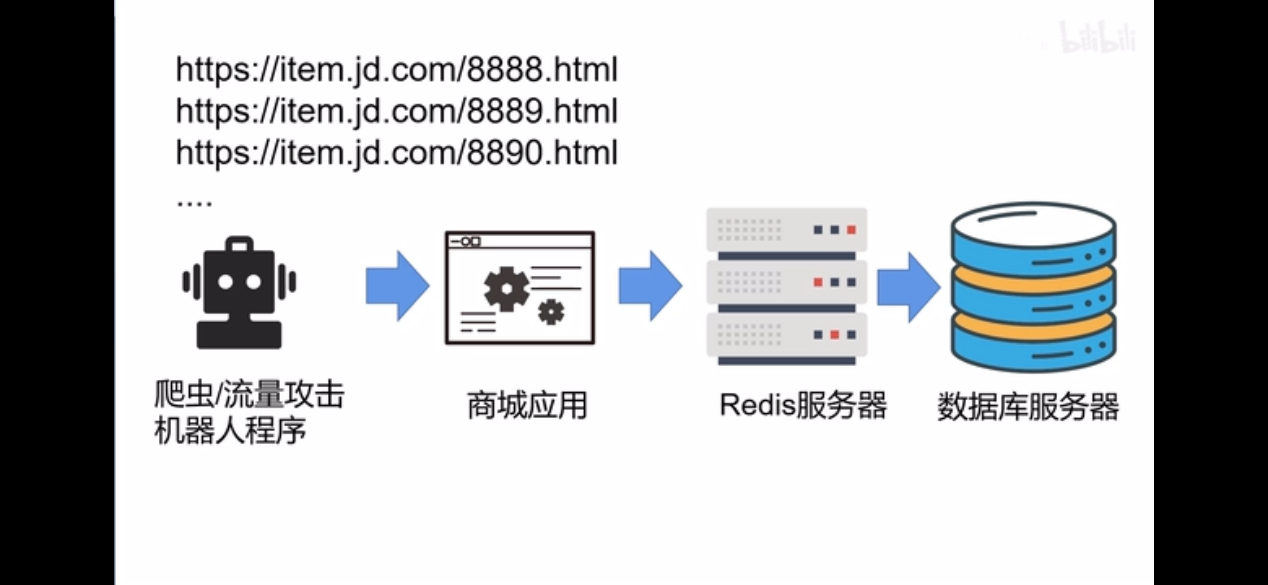 bilibili
https://item.jd.com/8888.html
https://item.jd.com/8889.html
https://item.jd.com/8890.html
....
爬虫/流量攻击
机器人程序
商城应用
Redis服务器
数据库服务器